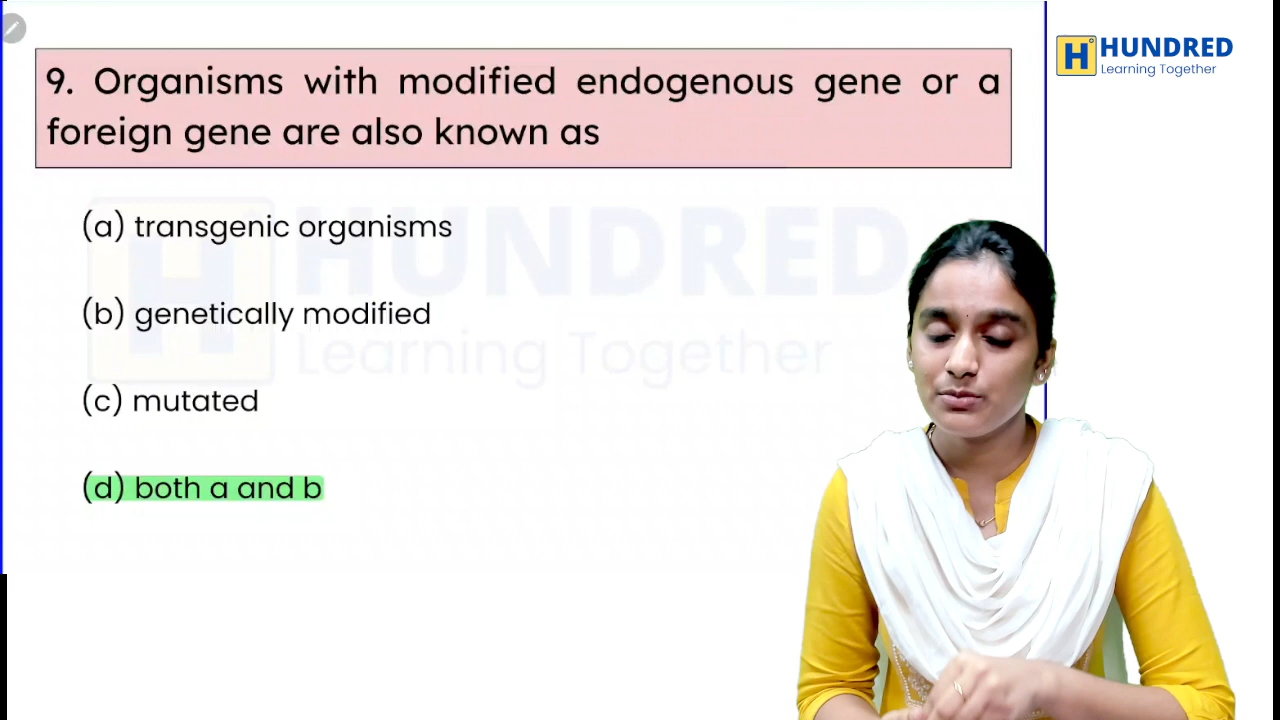 HUNDRED
Learning Together
9. Organisms with modified endogenous gene or a
foreign gene are also known as
(a) transgenic organisms
(b) genetically modified
(c) mutated
(d) both a and b
H HUNDRED
Learning Together